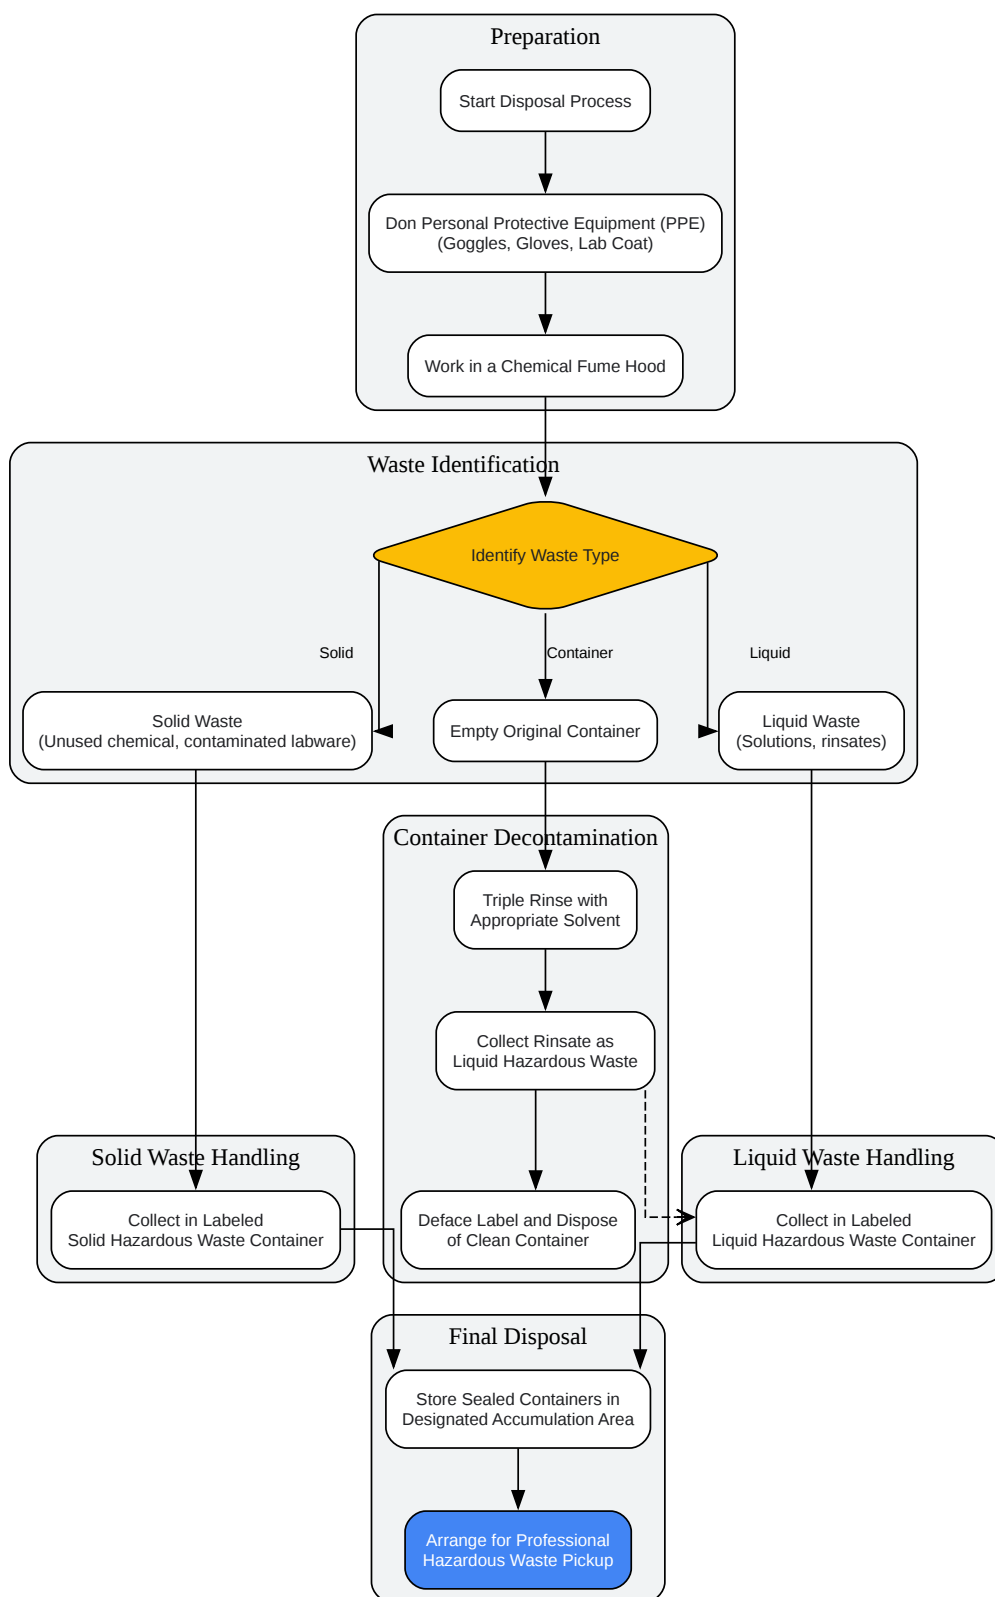 Preparation
Start Disposal Process
Don Personal Protective Equipment (PPE)
(Goggles, Gloves, Lab Coat)
Work in a Chemical Fume Hood
Waste Identification
Identify Waste Type
Solid
Container
Liquid
Solid Waste
(Unused chemical, contaminated labware)
Empty Original Container
Liquid Waste
(Solutions, rinsates)
Container Decontamination
Triple Rinse with
Appropriate Solvent
Collect Rinsate as
Liquid Hazardous Waste
Solid Waste Handling
Collect in Labeled
Solid Hazardous Waste Container
Deface Label and Dispose
of Clean Container
Liquid Waste Handling
Collect in Labeled
Liquid Hazardous Waste Container
Final Disposal
Store Sealed Containers in
Designated Accumulation Area
Arrange for Professional
Hazardous Waste Pickup